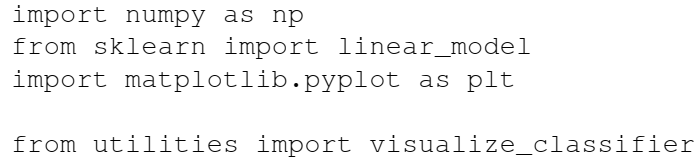 import numpy as np
from sklearn import linear_model
import matplotlib.pyplot as plt
from utilities import visualize_classifier